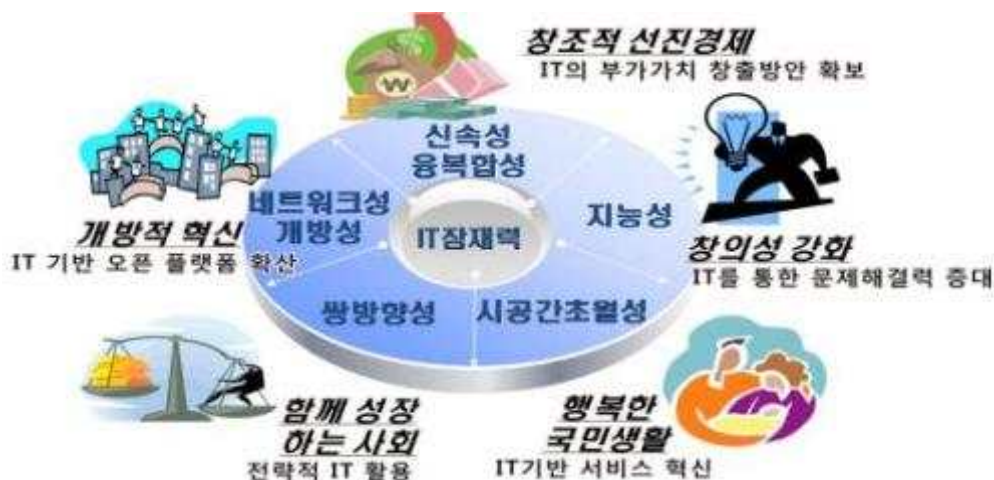 창조적 선진경제
IT의 부가가치 창출방안 확보
신속성
융복합성
네트워크성
개방성
IT잠재력
지능성
개방적 혁신
IT 기반 오픈 플랫폼 확산
창의성 강화
IT를 통한 문제해결력 증대
쌍방향성
시공간초월성
함께 성장
하는 사회
전략적 IT 활용
행복한
국민생활
IT기반 서비스 혁신
₩